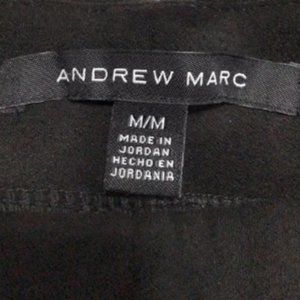 ANDREW MARC
M/M
MADE IN
JORDAN
HECHO EN
JORDANIA